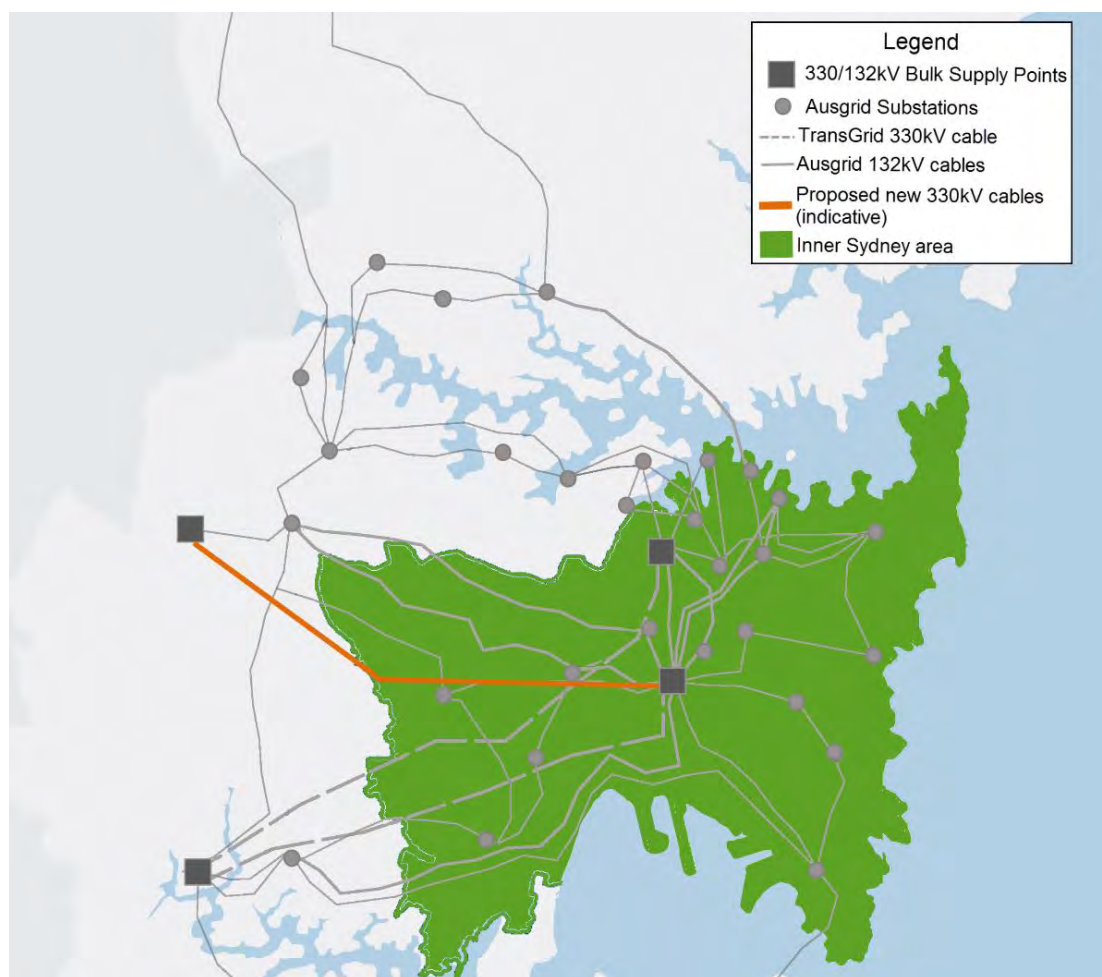 Legend
330/132kV Bulk Supply Points
Ausgrid Substations
TransGrid 330kV cable
Ausgrid 132kV cables
Proposed new 330kV cables
(indicative)
Inner Sydney area